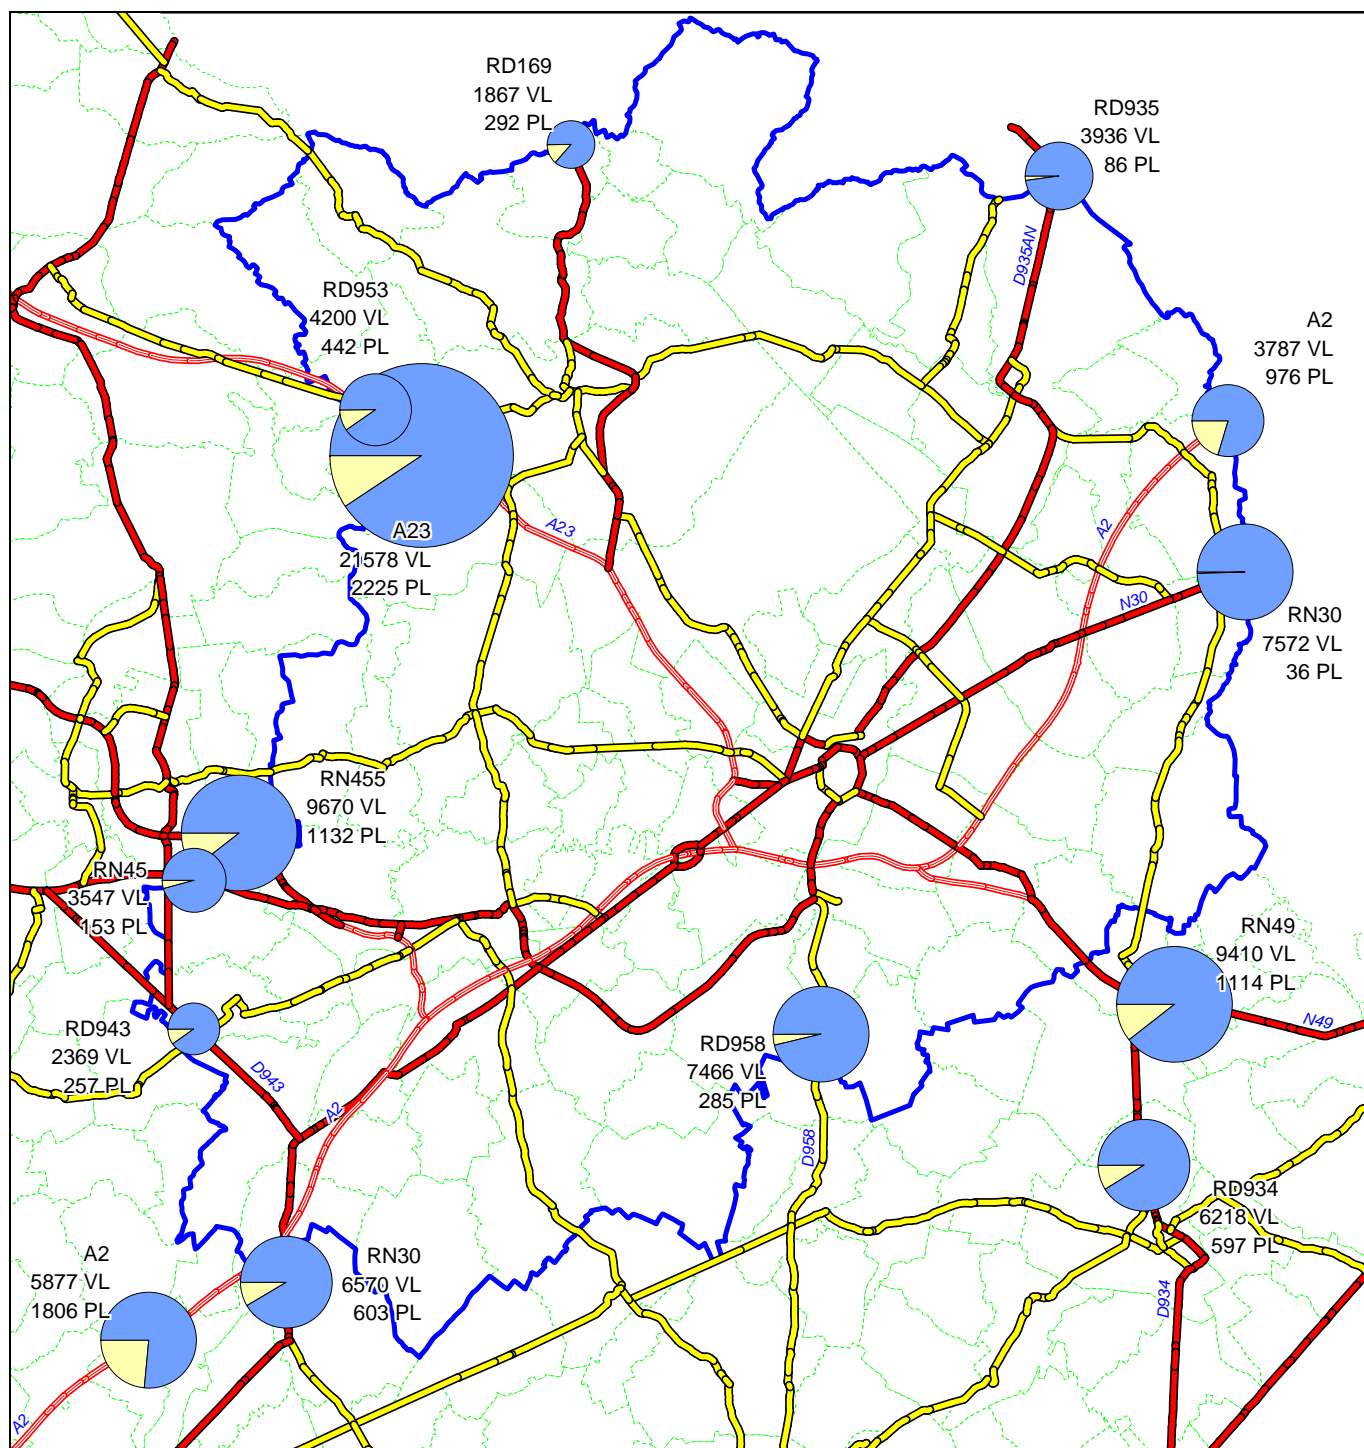 RD169
1867 VL
292 PL
RD935
3936 VL
86 PL
D935AN
RD953
4200 VL
442 PL
A2
3787 VL
976 PL
A23
21578 VL
2225 PL
A23
A2
N30
RN30
7572 VL
36 PL
RN455
9670 VL
1132 PL
RN45
3547 VL
153 PL
RN49
9410 VL
1114 PL
N49
RD943
2369 VL
257 PL
D943
A2
RD958
7466 VL
285 PL
D958
RD934
6218 VL
597 PL
D934
A2
5877 VL
1806 PL
RN30
6570 VL
603 PL
A2